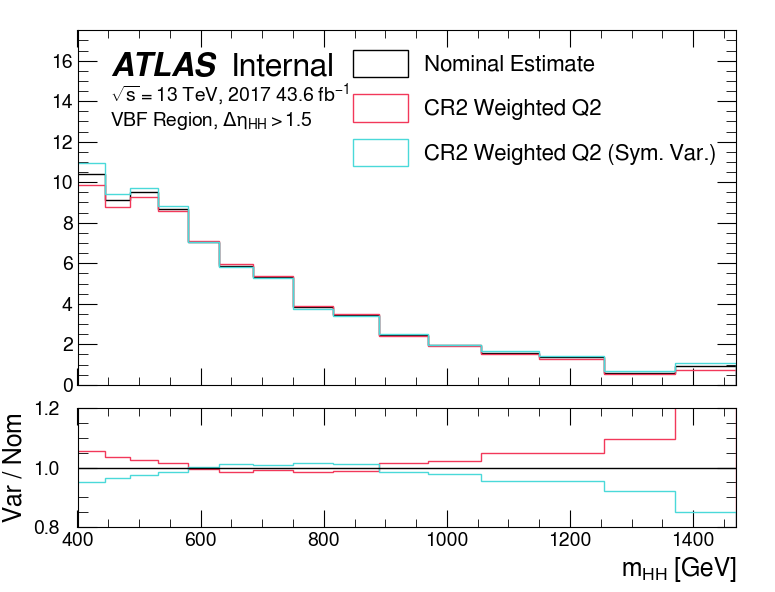 ATLAS Internal
√s = 13 TeV, 2017 43.6 fb⁻¹
VBF Region, Δη_HH > 1.5
Nominal Estimate
CR2 Weighted Q2
CR2 Weighted Q2 (Sym. Var.)
16
14
12
10
8
6
4
2
0
Var / Nom
1.2
1.0
0.8
400 600 800 1000 1200 1400
m_HH [GeV]